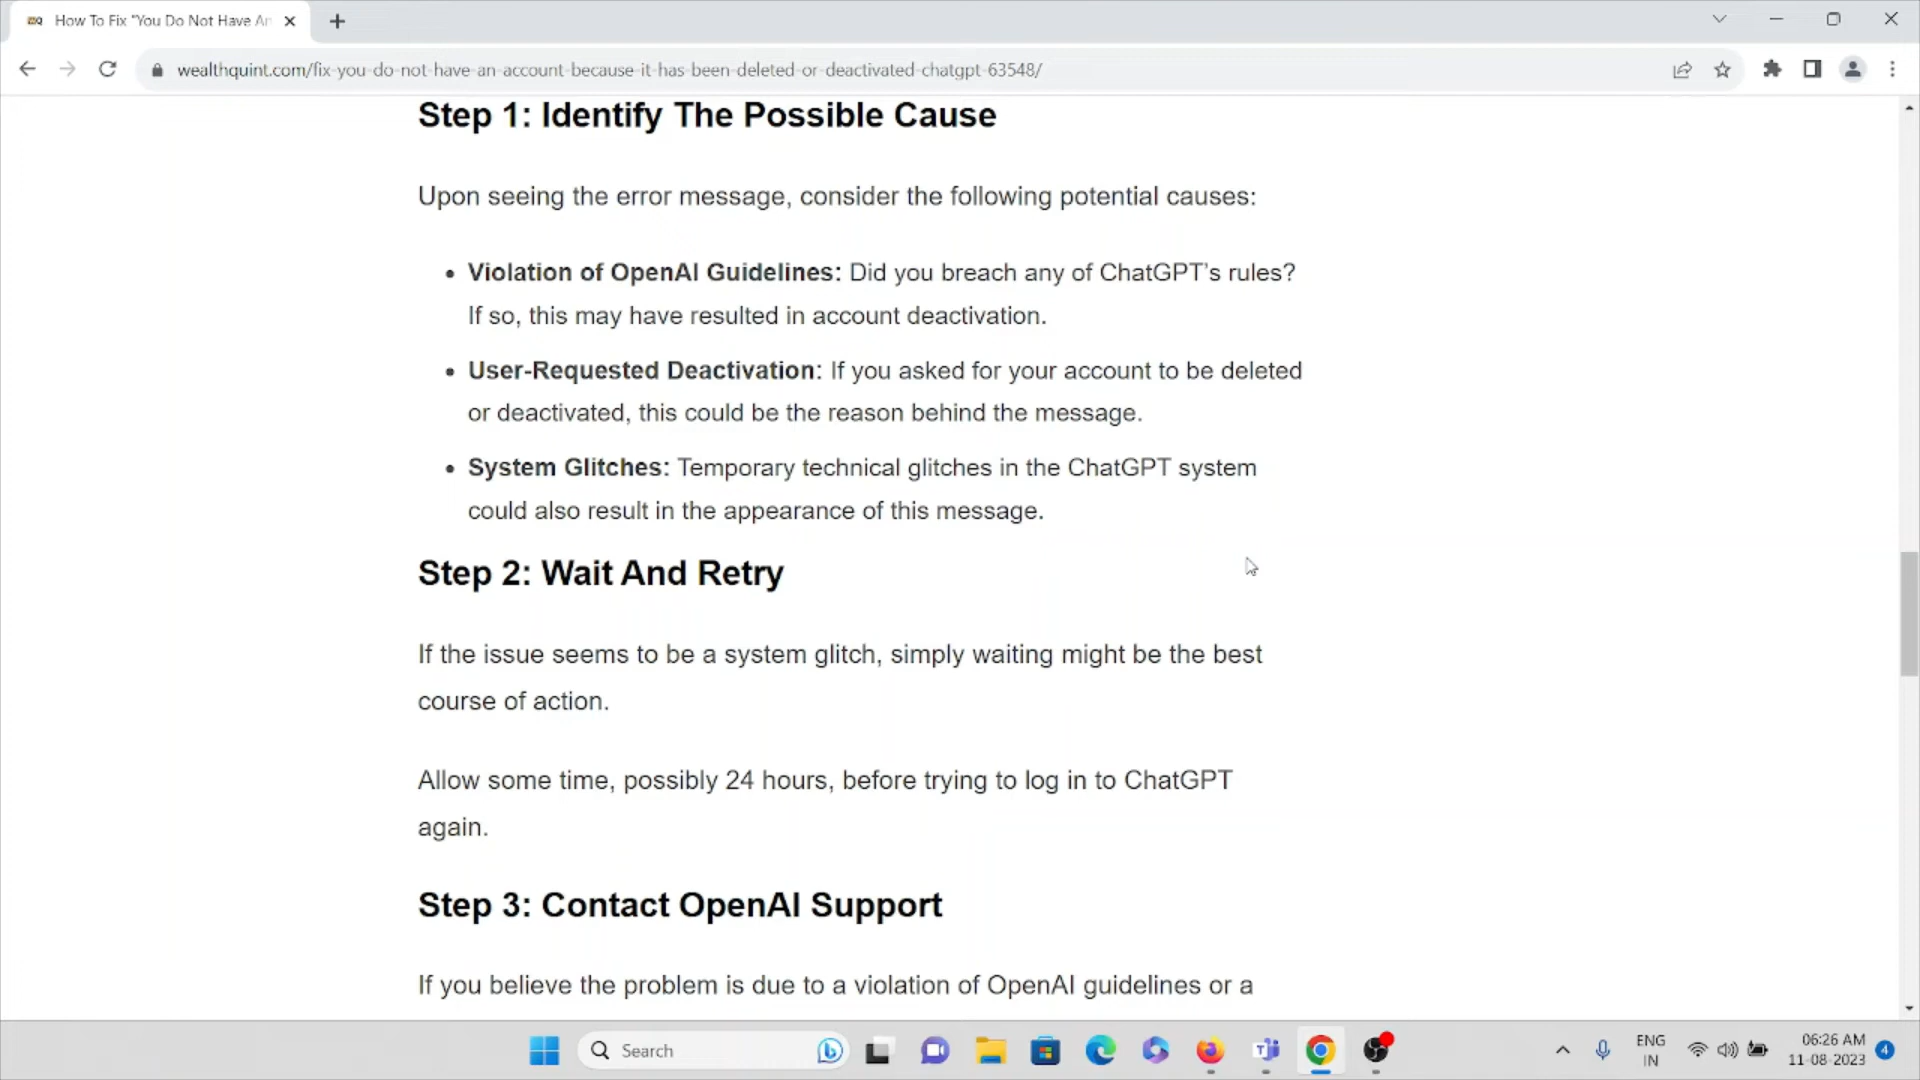 How To Fix "You Do Not Have An
wealthquint.com/fix-you-do-not-have-an-account-because-it-has-been-deleted-or-deactivated-chatgpt-63548/
Step 1: Identify The Possible Cause
Upon seeing the error message, consider the following potential causes:
• Violation of OpenAI Guidelines: Did you breach any of ChatGPT's rules?
If so, this may have resulted in account deactivation.
• User-Requested Deactivation: If you asked for your account to be deleted
or deactivated, this could be the reason behind the message.
• System Glitches: Temporary technical glitches in the ChatGPT system
could also result in the appearance of this message.
Step 2: Wait And Retry
If the issue seems to be a system glitch, simply waiting might be the best
course of action.
Allow some time, possibly 24 hours, before trying to log in to ChatGPT
again.
Step 3: Contact OpenAI Support
If you believe the problem is due to a violation of OpenAI guidelines or a
Search
ENG
IN
06:26 AM
11-08-2023
4